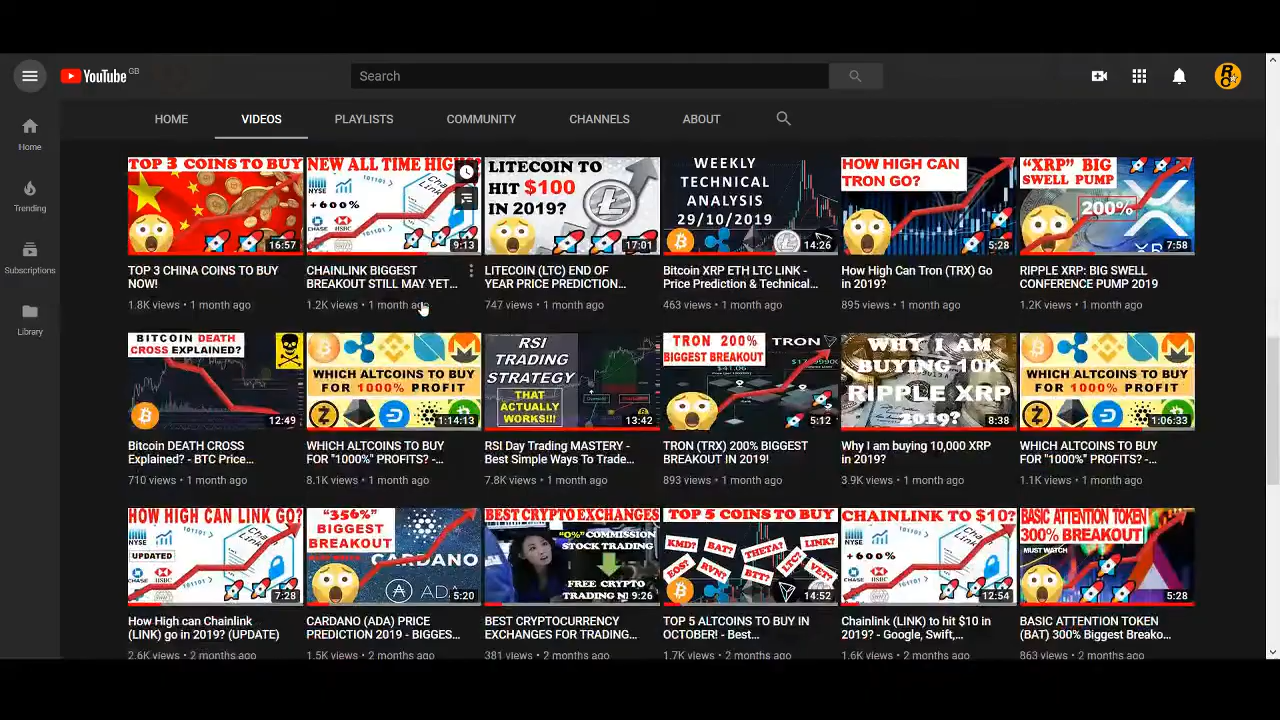 YouTube GB
Search
Home
Trending
Subscriptions
Library
HOME
VIDEOS
PLAYLISTS
COMMUNITY
CHANNELS
ABOUT
TOP 3 COINS TO BUY
16:57
TOP 3 CHINA COINS TO BUY
NOW!
1.8K views • 1 month ago
NEW ALL TIME HIG
NYSE
101101
+600%
CHASE
HSBC
101101
9:13
CHAINLINK BIGGEST
BREAKOUT STILL MAY YET...
1.2K views • 1 month ago
LITECOIN TO
HIT $100
IN 2019?
17:01
LITECOIN (LTC) END OF
YEAR PRICE PREDICTION...
747 views • 1 month ago
WEEKLY
TECHNICAL
ANALYSIS
29/10/2019
14:26
Bitcoin XRP ETH LTC LINK -
Price Prediction & Technical...
463 views • 1 month ago
HOW HIGH CAN
TRON GO?
5:28
How High Can Tron (TRX) Go
in 2019?
895 views • 1 month ago
"XRP" BIG
SWELL PUMP
200%
7:58
RIPPLE XRP: BIG SWELL
CONFERENCE PUMP 2019
1.2K views • 1 month ago
BITCOIN DEATH
CROSS EXPLAINED?
12:49
Bitcoin DEATH CROSS
Explained? - BTC Price...
710 views • 1 month ago
WHICH ALTCOINS TO BUY
FOR 1000% PROFIT
1:14:13
WHICH ALTCOINS TO BUY
FOR "1000%" PROFITS? -...
8.1K views • 1 month ago
RSI
TRADING
STRATEGY
THAT
ACTUALLY
WORKS!!!
13:42
RSI Day Trading MASTERY -
Best Simple Ways To Trade...
7.8K views • 1 month ago
TRON 200%
BIGGEST BREAKOUT
TRON
5:12
TRON (TRX) 200% BIGGEST
BREAKOUT IN 2019!
893 views • 1 month ago
WHY I AM
BUYING 10K
RIPPLE XRP
2019?
8:38
Why I am buying 10,000 XRP
in 2019?
3.9K views • 1 month ago
WHICH ALTCOINS TO BUY
FOR 1000% PROFIT
1:06:33
WHICH ALTCOINS TO BUY
FOR "1000%" PROFITS? -...
1.1K views • 1 month ago
HOW HIGH CAN LINK GO?
NYSE
UPDATED
CHASE
HSBC
101101
7:28
How High can Chainlink
(LINK) go in 2019? (UPDATE)
2.6K views • 2 months ago
"356%"
BIGGEST
BREAKOUT
CARDANO
AD
5:20
CARDANO (ADA) PRICE
PREDICTION 2019 - BIGGES...
1.5K views • 2 months ago
BEST CRYPTO EXCHANGES
"0%" COMMISSION
STOCK TRADING
FREE CRYPTO
TRADING N
9:26
BEST CRYPTOCURRENCY
EXCHANGES FOR TRADING...
381 views • 2 months ago
TOP 5 COINS TO BUY
KMD?
BAT?
THETA?
LINK?
EOS?
RVN?
BTT?
VET?
14:52
TOP 5 ALTCOINS TO BUY IN
OCTOBER! - Best...
1.7K views • 2 months ago
CHAINLINK TO $10?
NYSE
101101
+600%
CHASE
HSBC
101101
12:54
Chainlink (LINK) to hit $10 in
2019? - Google, Swift,...
1.6K views • 2 months ago
BASIC ATTENTION TOKEN
300% BREAKOUT
MUST WATCH
5:28
BASIC ATTENTION TOKEN
(BAT) 300% Biggest Breako...
863 views • 2 months ago